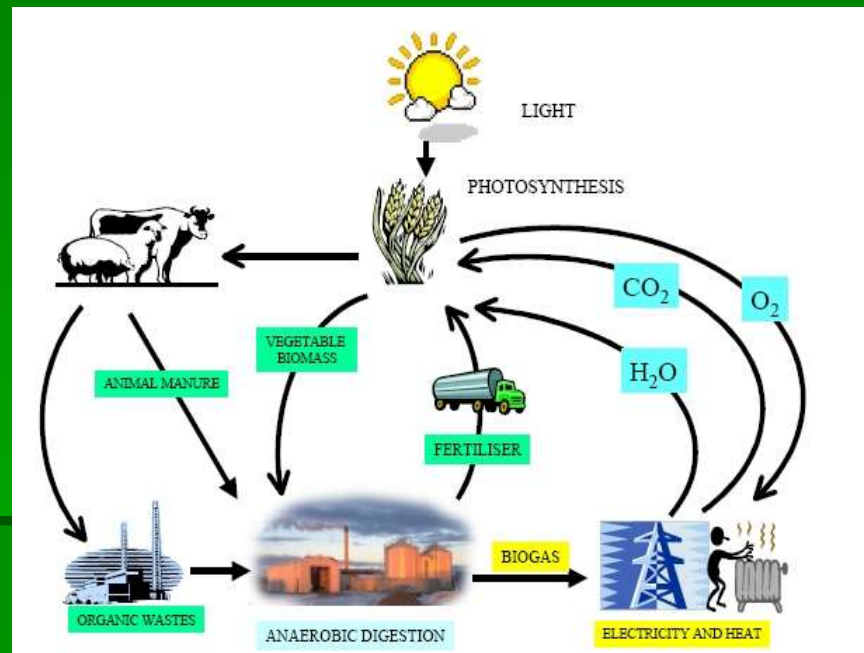 LIGHT
PHOTOSYNTHESIS
CO₂
O₂
VEGETABLE
BIOMASS
ANIMAL MANURE
H₂O
FERTILISER
BIOGAS
ORGANIC WASTES
ANAEROBIC DIGESTION
ELECTRICITY AND HEAT